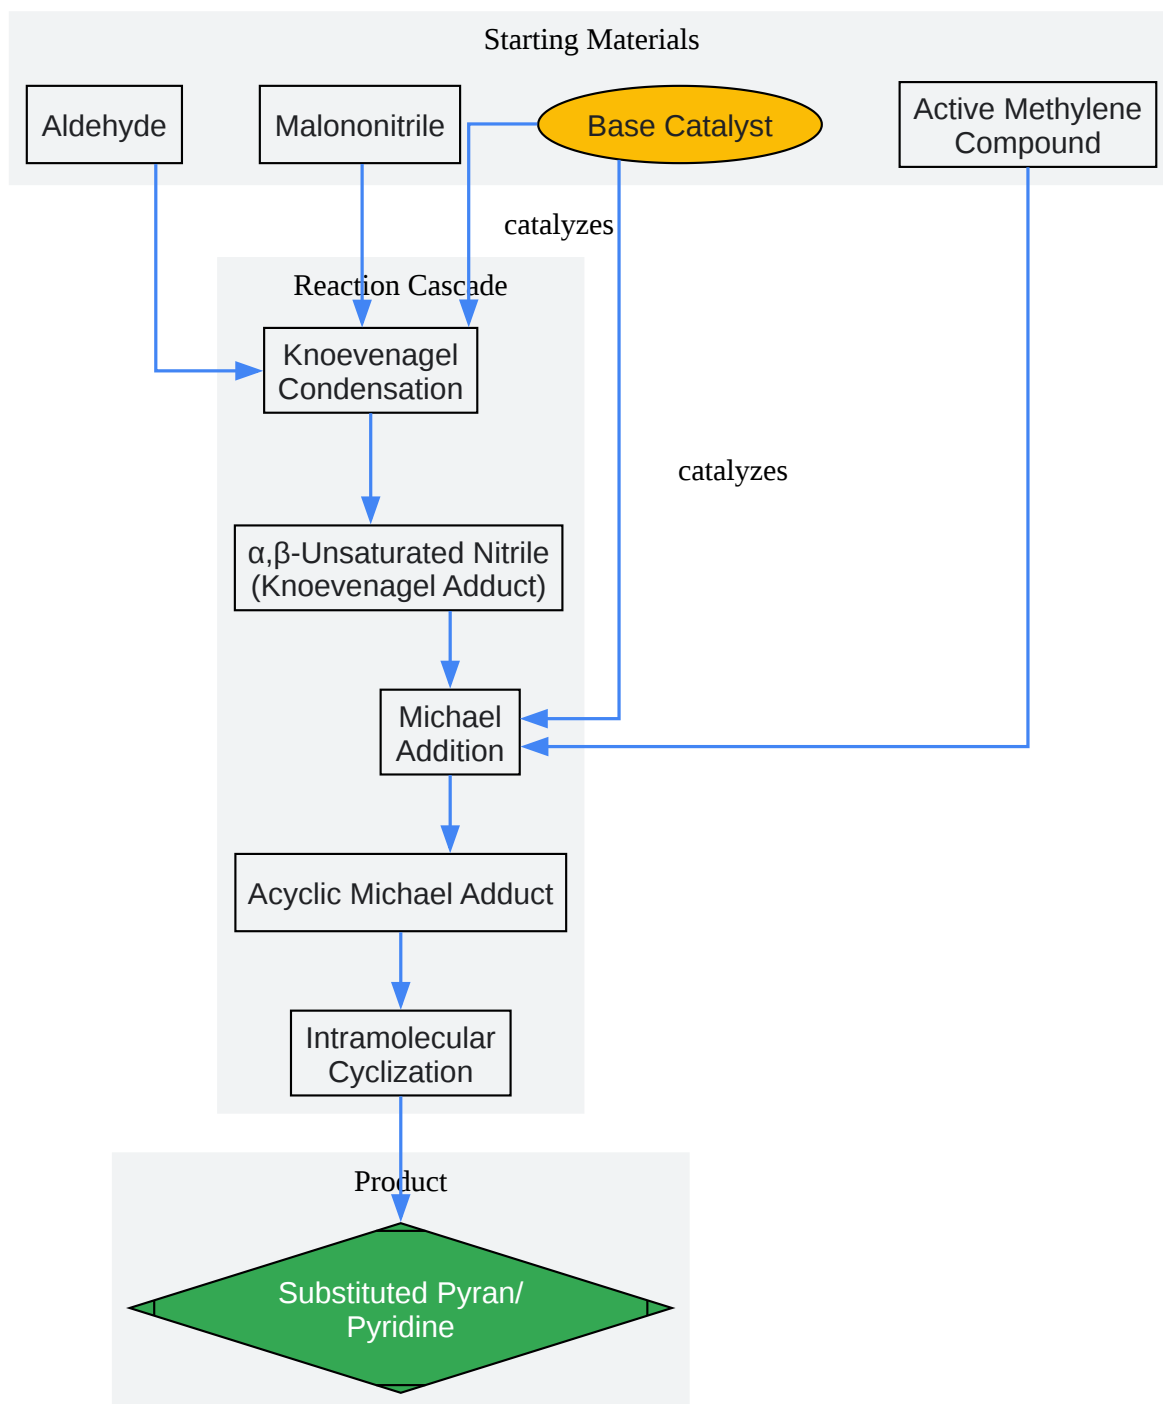 Starting Materials
Aldehyde
Malononitrile
Base Catalyst
Active Methylene
Compound
catalyzes
Reaction Cascade
Knoevenagel
Condensation
catalyzes
α,β-Unsaturated Nitrile
(Knoevenagel Adduct)
Michael
Addition
Acyclic Michael Adduct
Intramolecular
Cyclization
Product
Substituted Pyran/
Pyridine